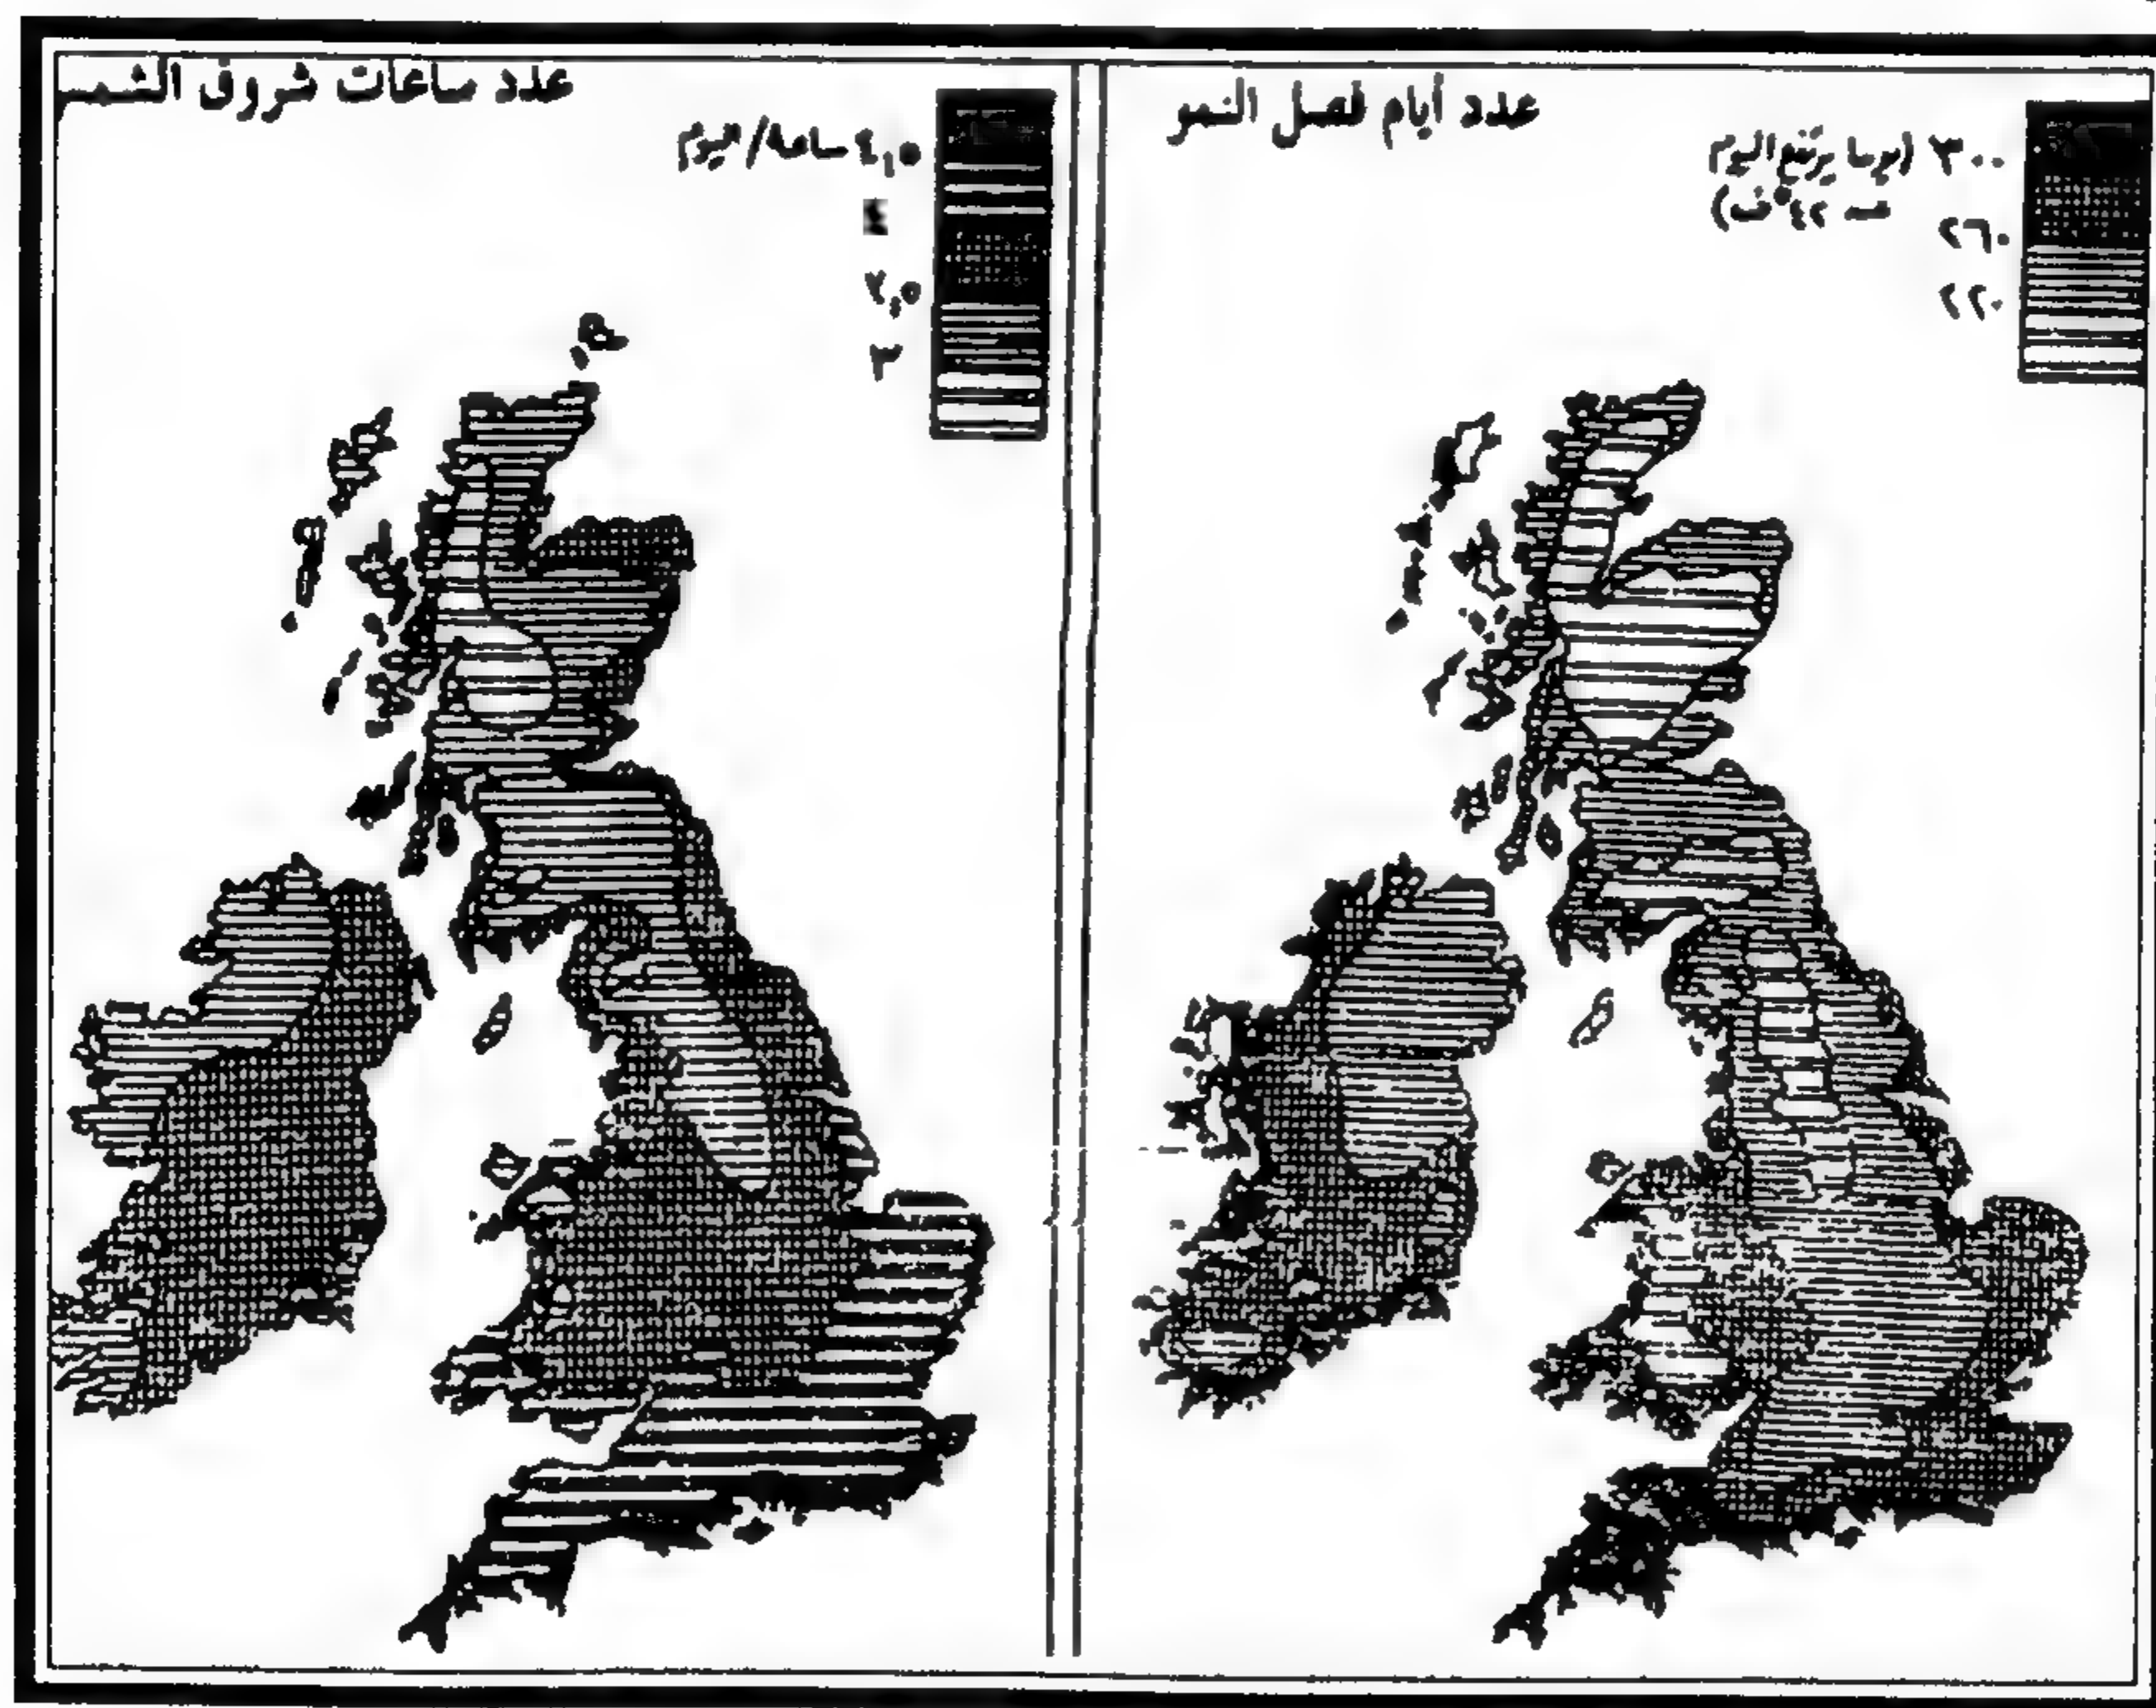 عدد أيام فصل النمو
٣٠٠ (يوما يرتفع اليوم
عن ٤٢°ف)
٢٦٠
٢٢٠
عدد ساعات شروق الشمس
٤,٥ ساعة/اليوم
٤
٣,٥
٣